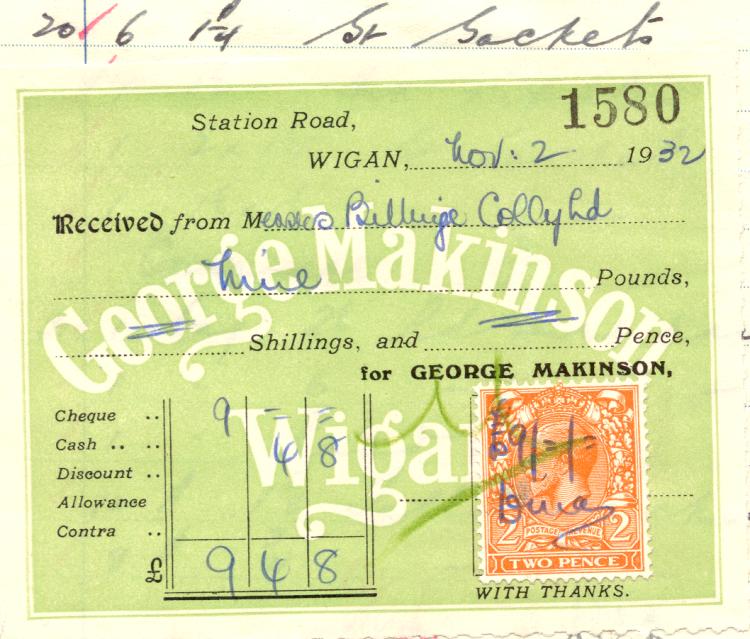 20/6 1¼ St Sockets
1580
Station Road,
WIGAN, Nov: 2 1932
Received from Messrs Billinge Colly Ltd
Nine Pounds,
= Shillings, and = Pence,
for GEORGE MAKINSON,
George Makinson
Wigan
Cheque .. 9 = =
Cash .. .. 4 8
Discount ..
Allowance
Contra ..
£ 9 4 8
9/-/-
POSTAGE REVENUE
2 2
TWO PENCE
WITH THANKS.